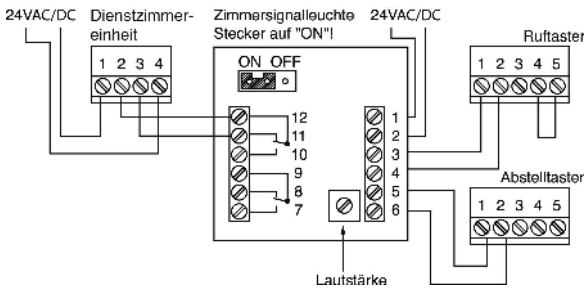 24VAC/DC
Dienstzimmer-
einheit
1 2 3 4
Zimmersignalleuchte
Stecker auf "ON"!
ON OFF
12
11
10
9
8
7
1
2
3
4
5
6
Lautstärke
24VAC/DC
Ruftaster
1 2 3 4 5
Abstelltaster
1 2 3 4 5